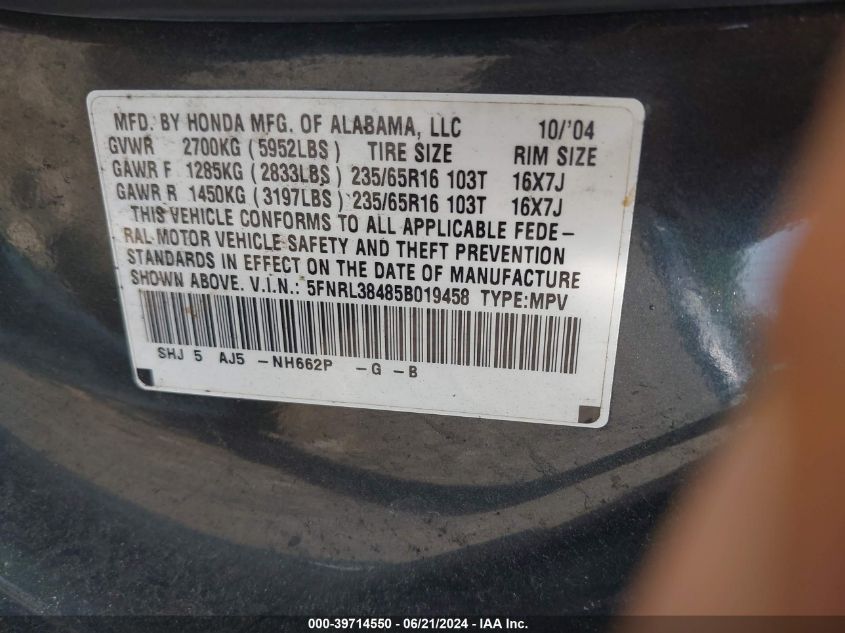 MFD. BY HONDA MFG. OF ALABAMA, LLC 10/'04
GVWR 2700KG ( 5952LBS ) TIRE SIZE RIM SIZE
GAWR F 1285KG ( 2833LBS ) 235/65R16 103T 16X7J
GAWR R 1450KG ( 3197LBS ) 235/65R16 103T 16X7J
THIS VEHICLE CONFORMS TO ALL APPLICABLE FEDE-
RAL MOTOR VEHICLE SAFETY AND THEFT PREVENTION
STANDARDS IN EFFECT ON THE DATE OF MANUFACTURE
SHOWN ABOVE. V.I.N.: 5FNRL38485B019458 TYPE:MPV
SHJ 5 AJ5 -NH662P -G -B
000-39714550 - 06/21/2024 - IAA Inc.